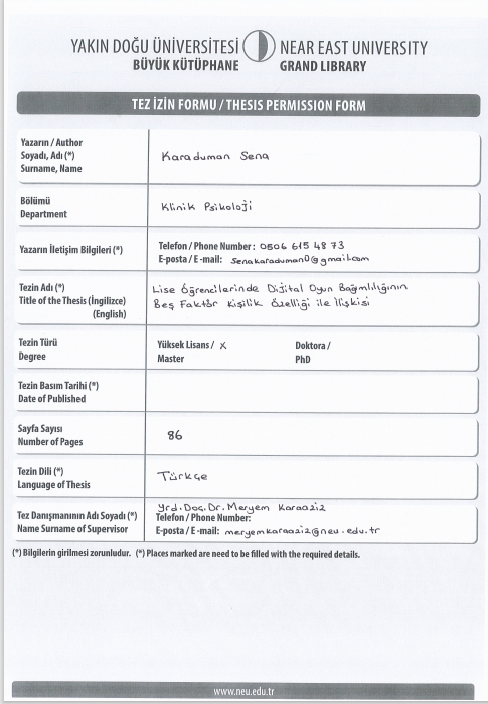 YAKIN DOĞU ÜNİVERSİTESİ NEAR EAST UNIVERSITY
BÜYÜK KÜTÜPHANE GRAND LIBRARY
TEZ İZİN FORMU / THESIS PERMISSION FORM
Yazarın / Author
Soyadı, Adı (*)
Surname, Name
Karaduman Sena
Bölümü
Department
Klinik Psikoloji
Yazarın İletişim Bilgileri (*)
Telefon / Phone Number: 0506 615 48 73
E-posta / E-mail: senakaraduman0@gmail.com
Tezin Adı (*)
Title of the Thesis (İngilizce)
(English)
Lise Öğrencilerinde Dijital Oyun Bağımlılığının
Beş Faktör Kişilik Özelliği ile İlişkisi
Tezin Türü
Degree
Yüksek Lisans / X Doktora /
Master PhD
Tezin Basım Tarihi (*)
Date of Published
Sayfa Sayısı
Number of Pages
86
Tezin Dili (*)
Language of Thesis
Türkçe
Tez Danışmanının Adı Soyadı (*)
Name Surname of Supervisor
Yrd.Doç.Dr. Meryem Karaaziz
Telefon / Phone Number:
E-posta / E-mail: meryemkaraaziz@neu.edu.tr
(*) Bilgilerin girilmesi zorunludur. (*) Places marked are need to be filled with the required details.
www.neu.edu.tr